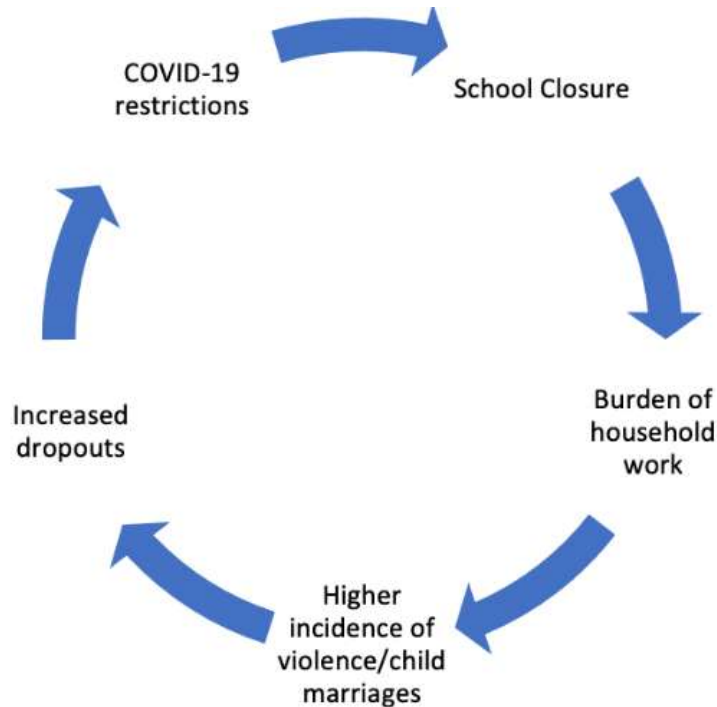 COVID-19
restrictions
School Closure
Burden of
household
work
Higher
incidence of
violence/child
marriages
Increased
dropouts